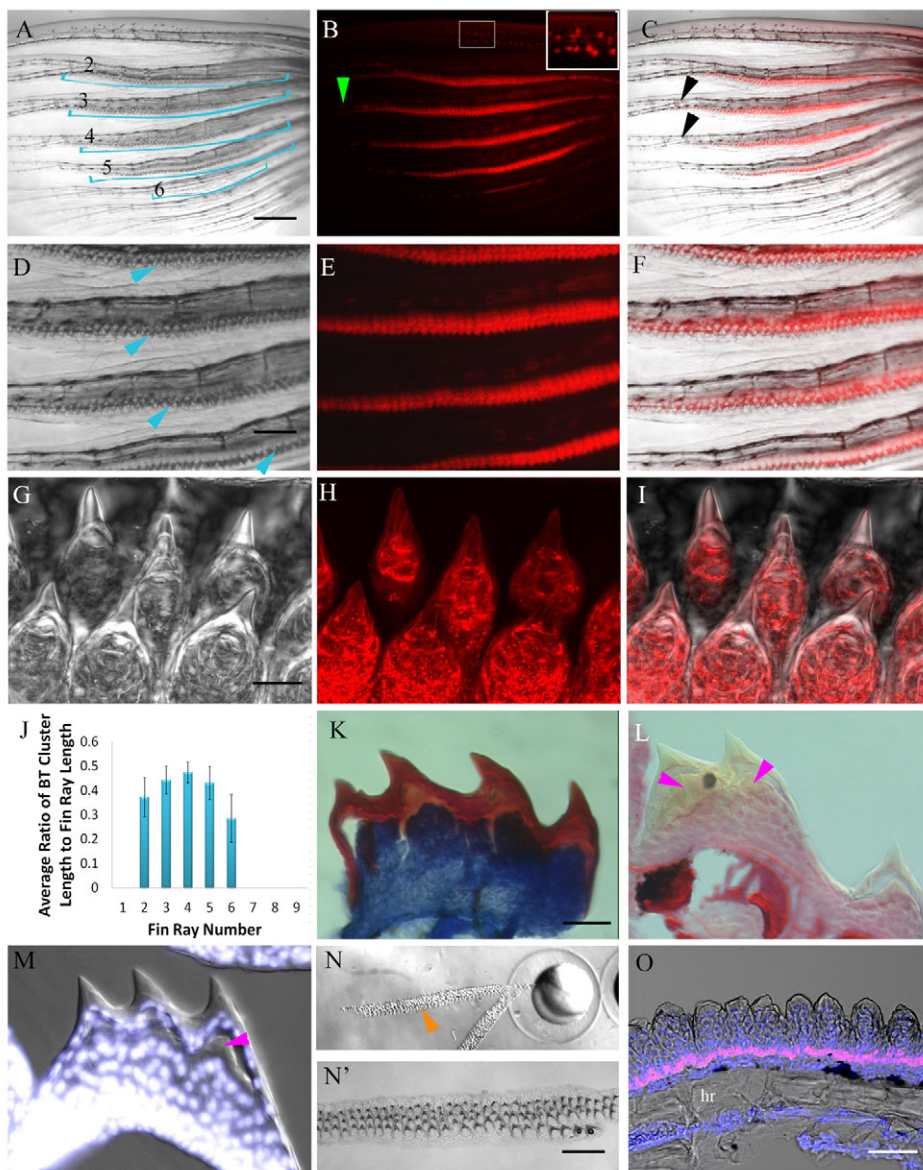 A
2
3
4
5
6
B
C
D
E
F
G
H
I
J
Average Ratio of BT Cluster
Length to Fin Ray Length
0.6
0.5
0.4
0.3
0.2
0.1
0
1 2 3 4 5 6 7 8 9
Fin Ray Number
K
L
M
N
N'
O
hr